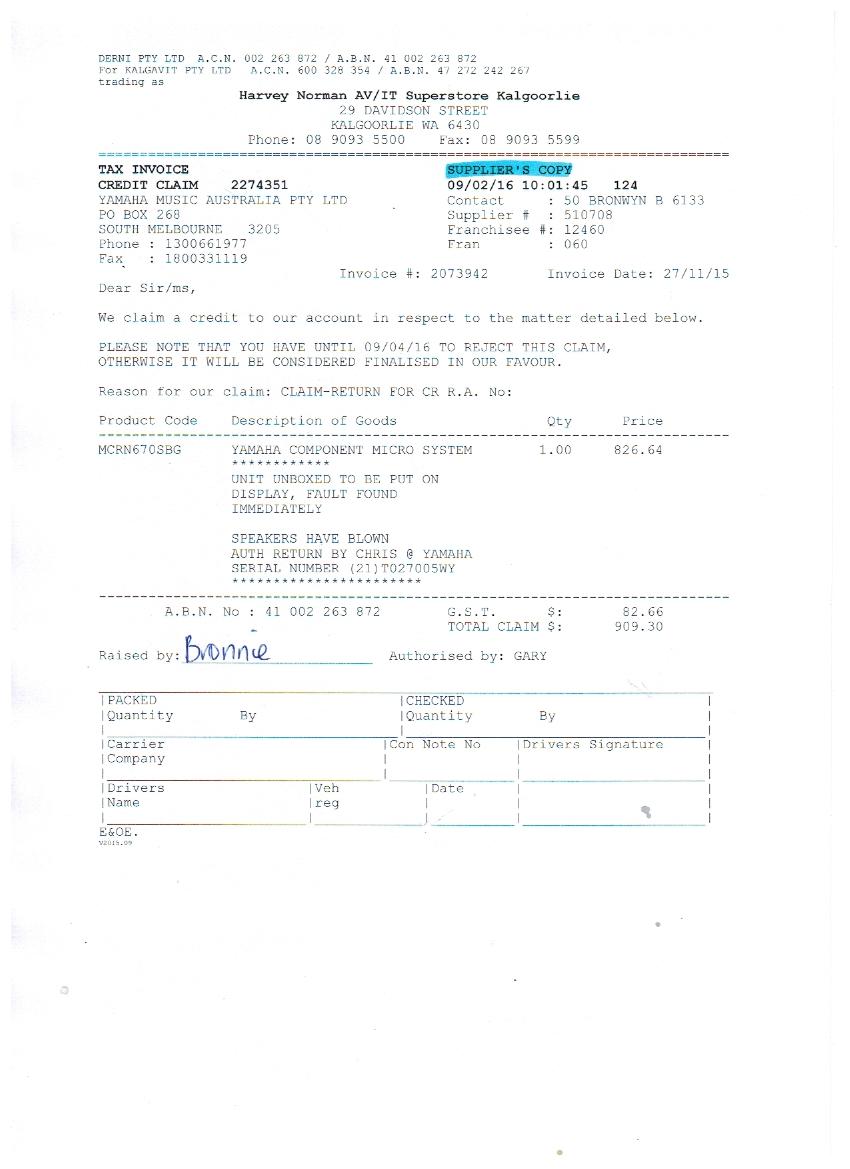 DERNI PTY LTD A.C.N. 002 263 872 / A.B.N. 41 002 263 872
For KALGAVIT PTY LTD A.C.N. 600 328 354 / A.B.N. 47 272 242 267
trading as
Harvey Norman AV/IT Superstore Kalgoorlie
29 DAVIDSON STREET
KALGOORLIE WA 6430
Phone: 08 9093 5500 Fax: 08 9093 5599
TAX INVOICE SUPPLIER'S COPY
CREDIT CLAIM 2274351 09/02/16 10:01:45 124
YAMAHA MUSIC AUSTRALIA PTY LTD Contact : 50 BRONWYN B 6133
PO BOX 268 Supplier # : 510708
SOUTH MELBOURNE 3205 Franchisee #: 12460
Phone : 1300661977 Fran : 060
Fax : 1800331119
Invoice #: 2073942 Invoice Date: 27/11/15
Dear Sir/ms,
We claim a credit to our account in respect to the matter detailed below.
PLEASE NOTE THAT YOU HAVE UNTIL 09/04/16 TO REJECT THIS CLAIM,
OTHERWISE IT WILL BE CONSIDERED FINALISED IN OUR FAVOUR.
Reason for our claim: CLAIM-RETURN FOR CR R.A. No:
Product Code Description of Goods Qty Price
MCRN670SBG YAMAHA COMPONENT MICRO SYSTEM 1.00 826.64
************
UNIT UNBOXED TO BE PUT ON
DISPLAY, FAULT FOUND
IMMEDIATELY
SPEAKERS HAVE BLOWN
AUTH RETURN BY CHRIS @ YAMAHA
SERIAL NUMBER (21)T027005WY
************************
A.B.N. No : 41 002 263 872 G.S.T. $: 82.66
TOTAL CLAIM $: 909.30
Raised by: Bronnie Authorised by: GARY
PACKED CHECKED
Quantity By Quantity By
Carrier Con Note No Drivers Signature
Company
Drivers Veh Date
Name reg
E&OE.
V2015.09